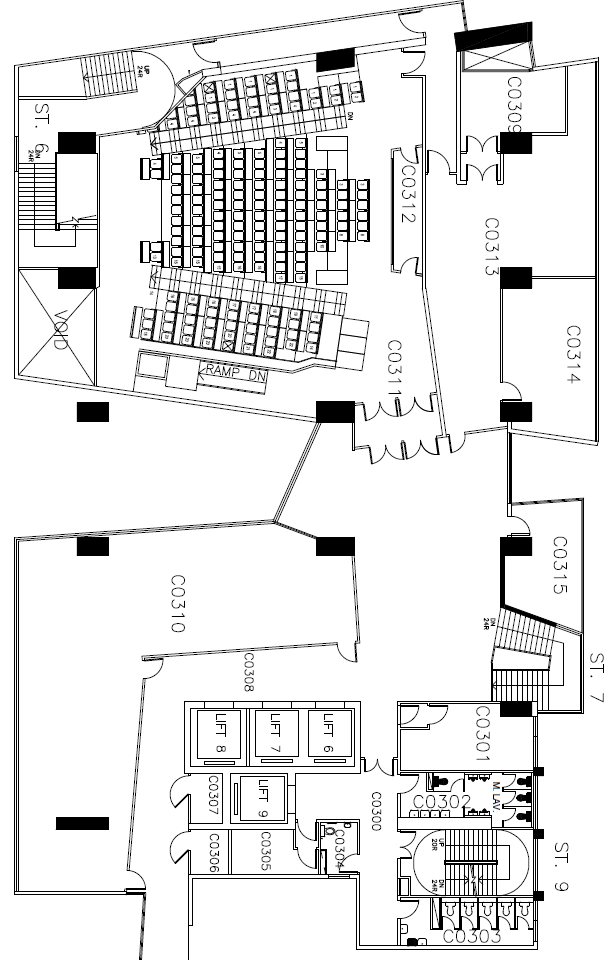 UP
24R
ST. 6
DN
24R
VOID
DN
C0309
C0312
C0313
C0314
C0311
RAMP DN
C0310
C0315
DN
24R
ST. 7
C0308
LIFT 8
LIFT 7
LIFT 6
C0301
LIFT 9
C0307
C0300
C0302
M. LAV.
C0306
C0305
C0304
UP
20R
DN
24R
ST. 9
C0303